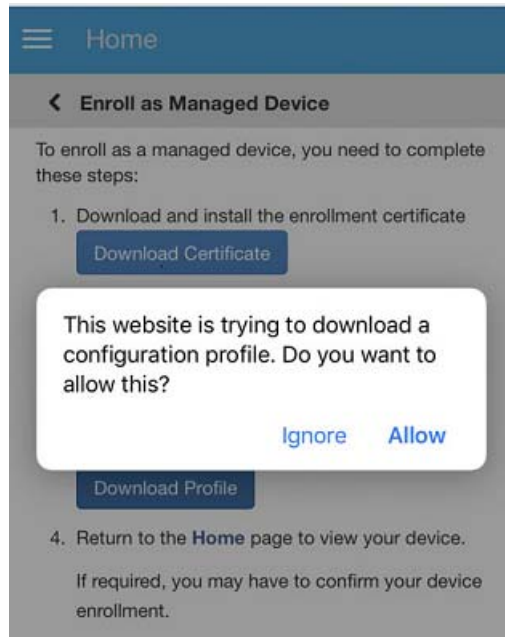 Home
Enroll as Managed Device
To enroll as a managed device, you need to complete
these steps:
1. Download and install the enrollment certificate
Download Certificate
This website is trying to download a
configuration profile. Do you want to
allow this?
Ignore Allow
Download Profile
4. Return to the Home page to view your device.
If required, you may have to confirm your device
enrollment.